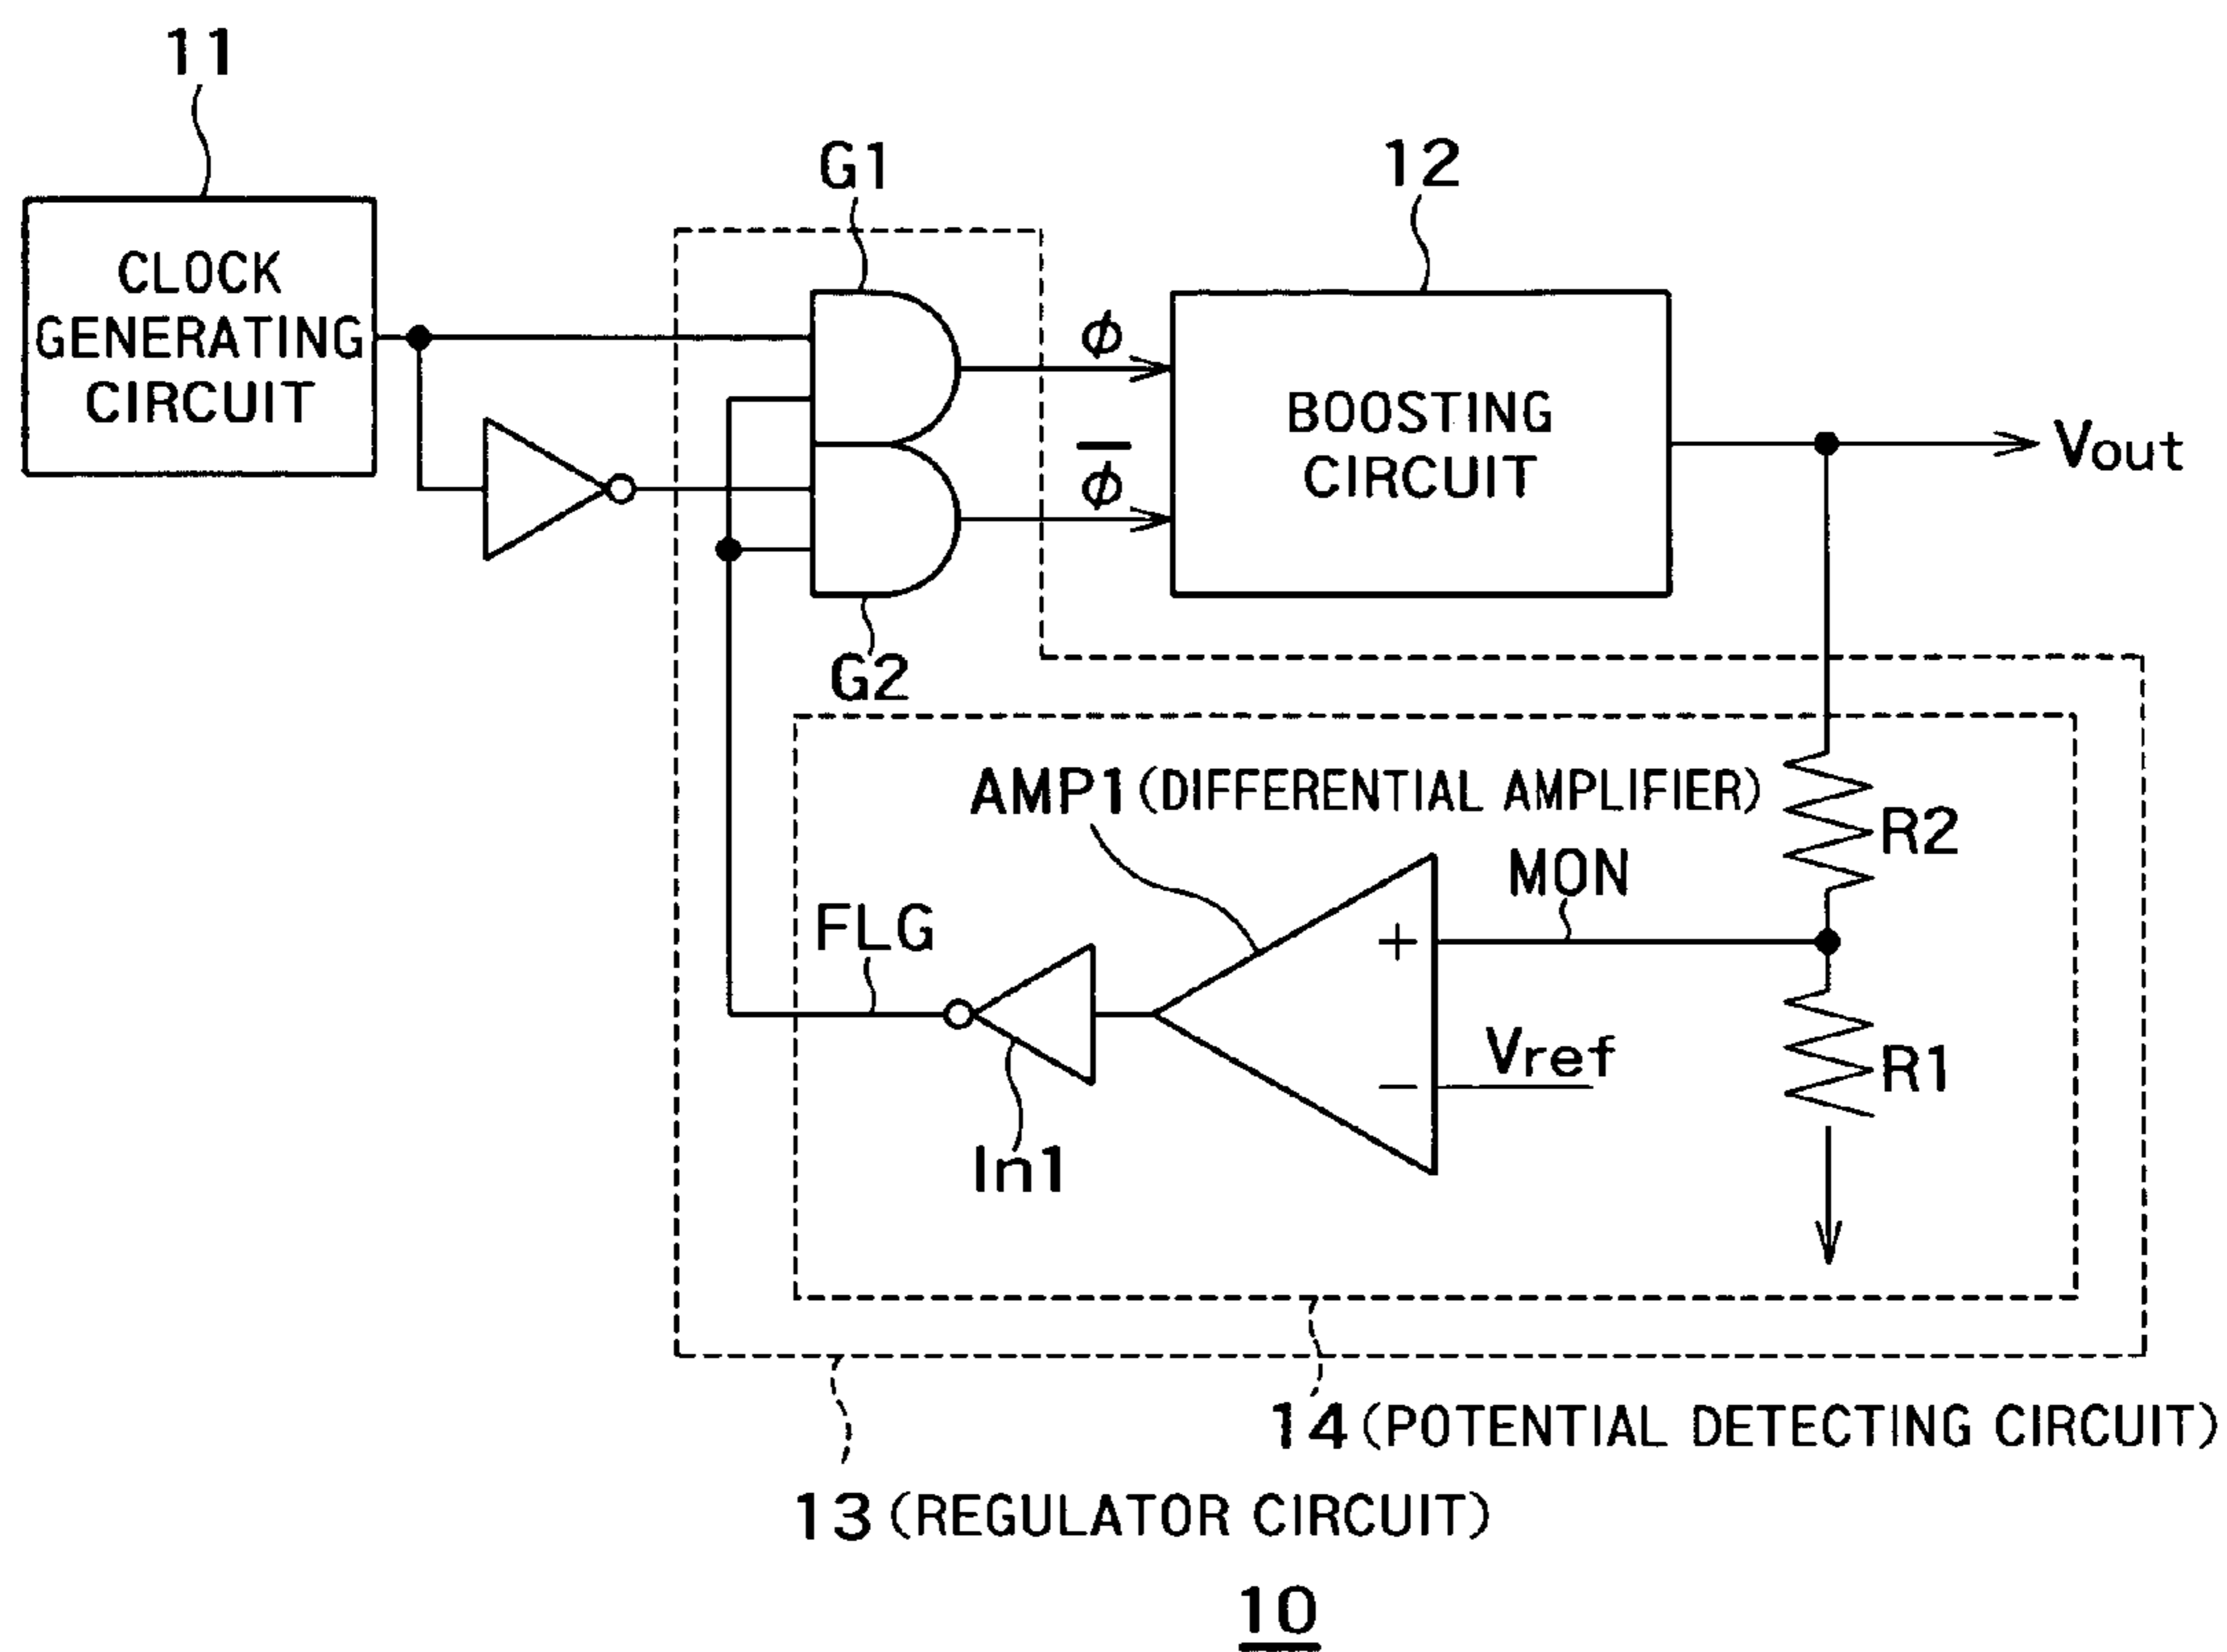 11
CLOCK
GENERATING
CIRCUIT
G1
12
ϕ
ϕ̅
BOOSTING
CIRCUIT
Vout
G2
AMP1 (DIFFERENTIAL AMPLIFIER)
R2
MON
FLG
+
Vref
−
R1
In1
14 (POTENTIAL DETECTING CIRCUIT)
13 (REGULATOR CIRCUIT)
10